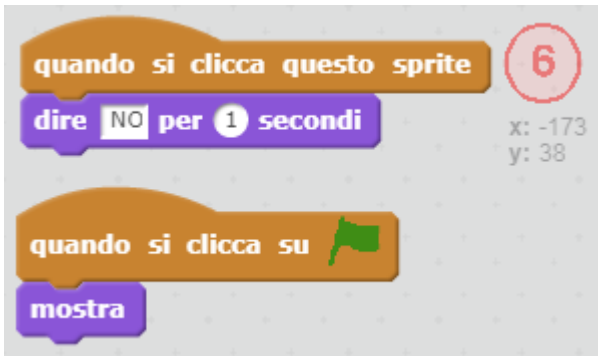 quando si clicca questo sprite
6
dire NO per 1 secondi
x: -173
y: 38
quando si clicca su
mostra